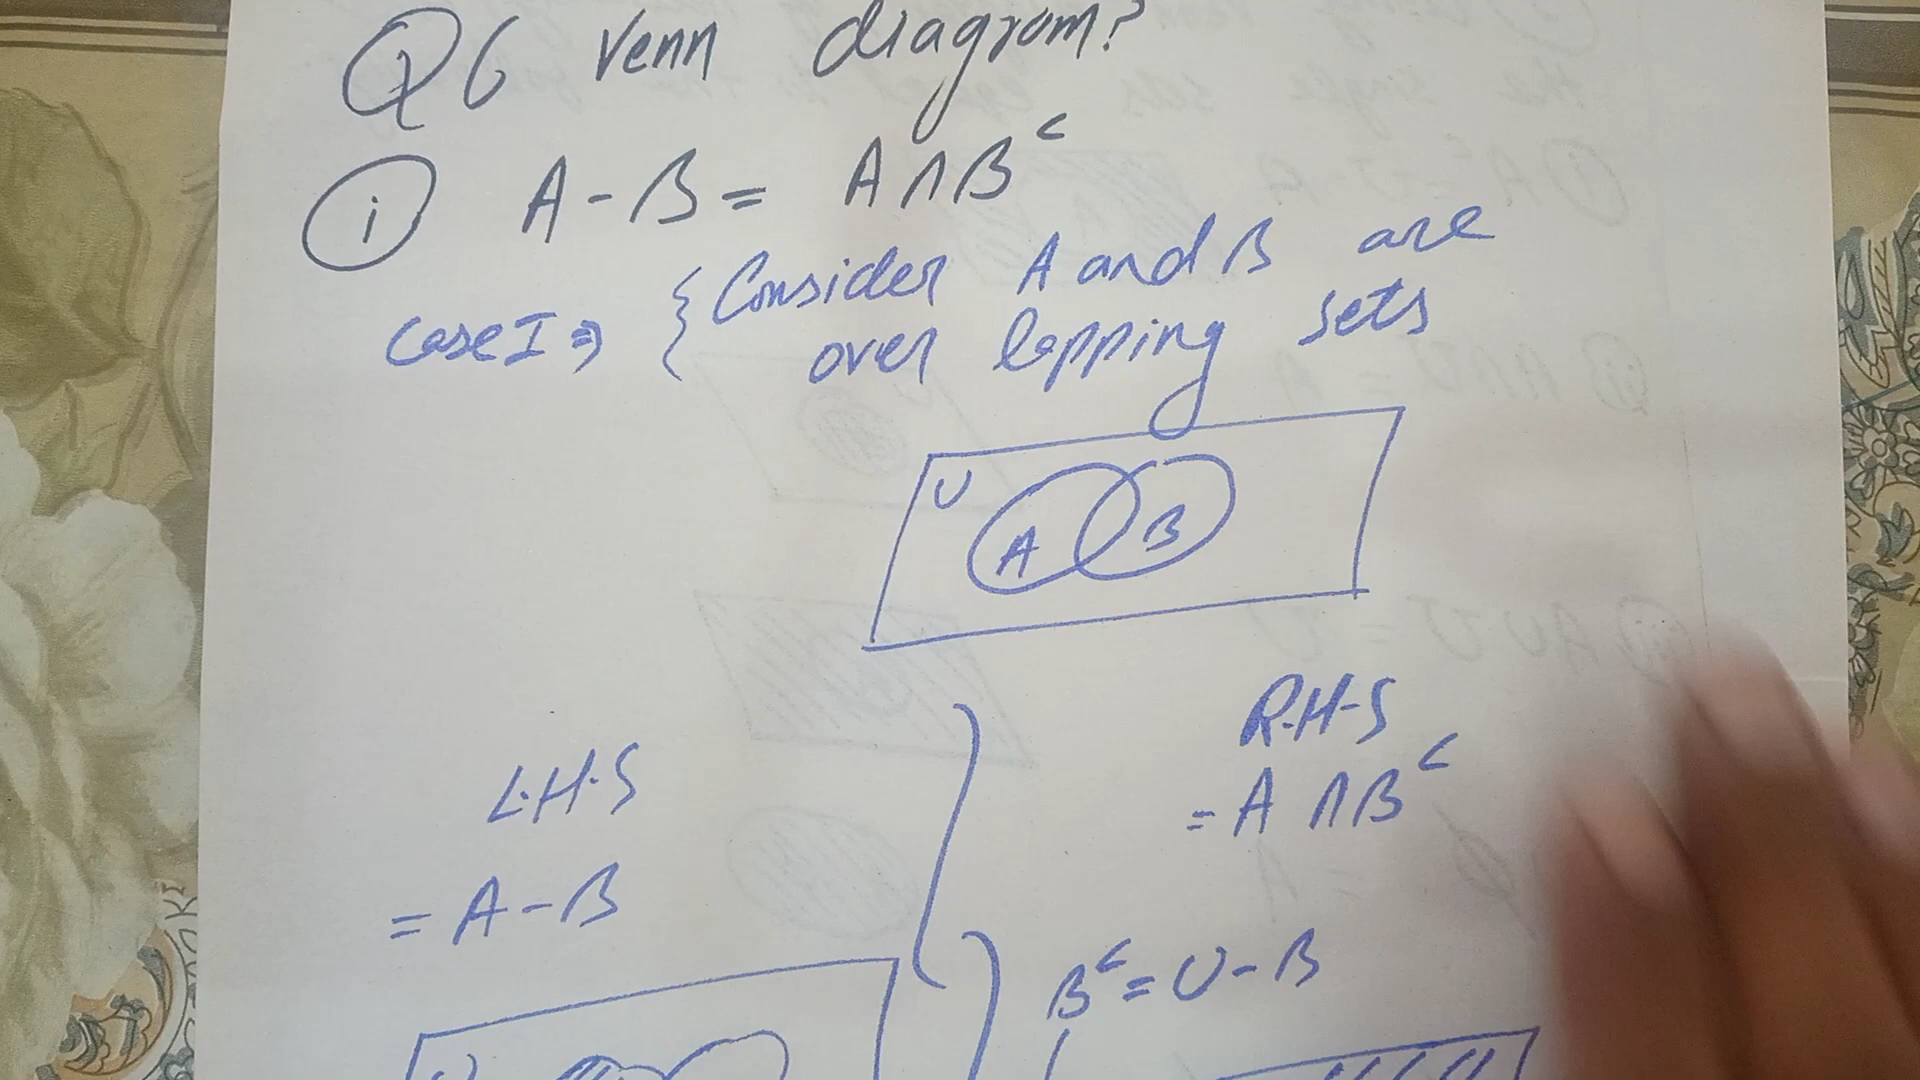 Q6 Venn diagram?
i A - B = A ∩ B^c
Case I ⇒ { Consider A and B are
over lapping sets
U
A B
L.H.S
= A - B
R.H.S
= A ∩ B^c
B^c = U - B
U